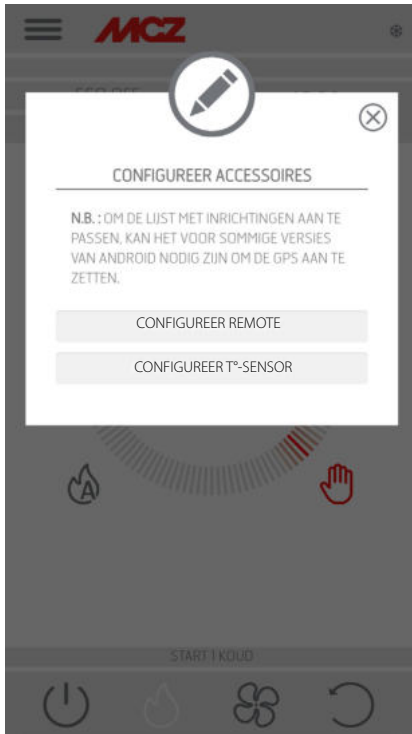 MCZ
CONFIGUREER ACCESSOIRES
N.B. : OM DE LIJST MET INRICHTINGEN AAN TE
PASSEN, KAN HET VOOR SOMMIGE VERSIES
VAN ANDROID NODIG ZIJN OM DE GPS AAN TE
ZETTEN.
CONFIGUREER REMOTE
CONFIGUREER T°-SENSOR
A
START 1 KOUD